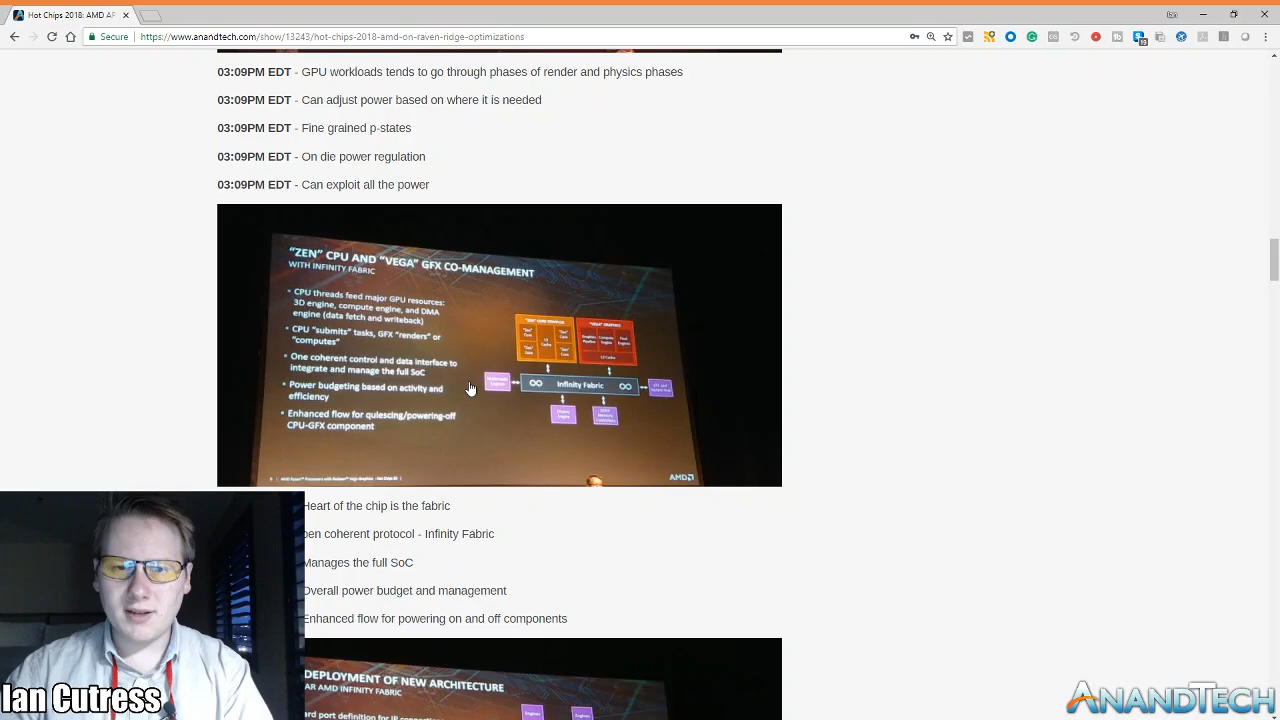 Hot Chips 2018: AMD AP
Secure
https://www.anandtech.com/show/13243/hot-chips-2018-amd-on-raven-ridge-optimizations
03:09PM EDT - GPU workloads tends to go through phases of render and physics phases
03:09PM EDT - Can adjust power based on where it is needed
03:09PM EDT - Fine grained p-states
03:09PM EDT - On die power regulation
03:09PM EDT - Can exploit all the power
"ZEN" CPU AND "VEGA" GFX CO-MANAGEMENT
WITH INFINITY FABRIC
• CPU threads feed major GPU resources:
3D engine, compute engine, and DMA
engine (data fetch and writeback)
• CPU "submits" tasks, GFX "renders" or
"computes"
• One coherent control and data interface to
integrate and manage the full SoC
• Power budgeting based on activity and
efficiency
• Enhanced flow for quiescing/powering-off
CPU-GFX component
Infinity Fabric
AMD
Heart of the chip is the fabric
pen coherent protocol - Infinity Fabric
Manages the full SoC
Overall power budget and management
Enhanced flow for powering on and off components
DEPLOYMENT OF NEW ARCHITECTURE
AR AMD INFINITY FABRIC
Ian Cutress
ANANDTECH